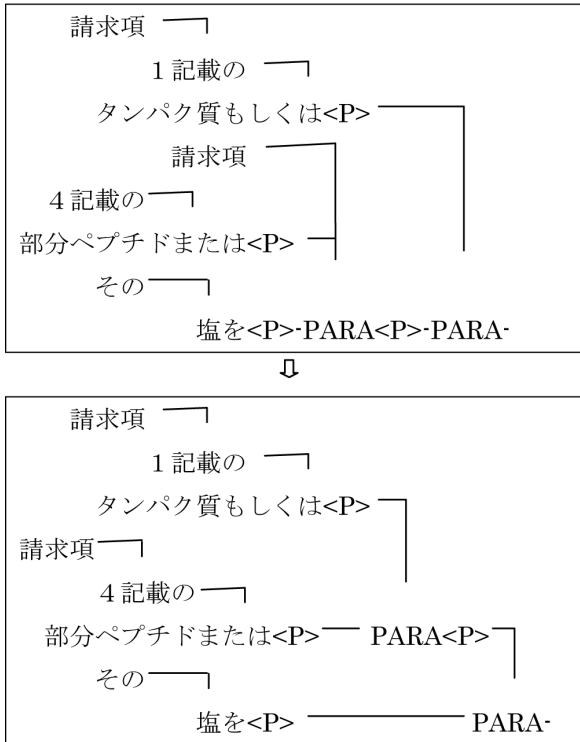 請求項
１記載の
タンパク質もしくは<P>
請求項
４記載の
部分ペプチドまたは<P>
その
塩を<P>-PARA<P>-PARA-
⇩
請求項
１記載の
タンパク質もしくは<P>
請求項
４記載の
部分ペプチドまたは<P> PARA<P>
その
塩を<P> PARA-